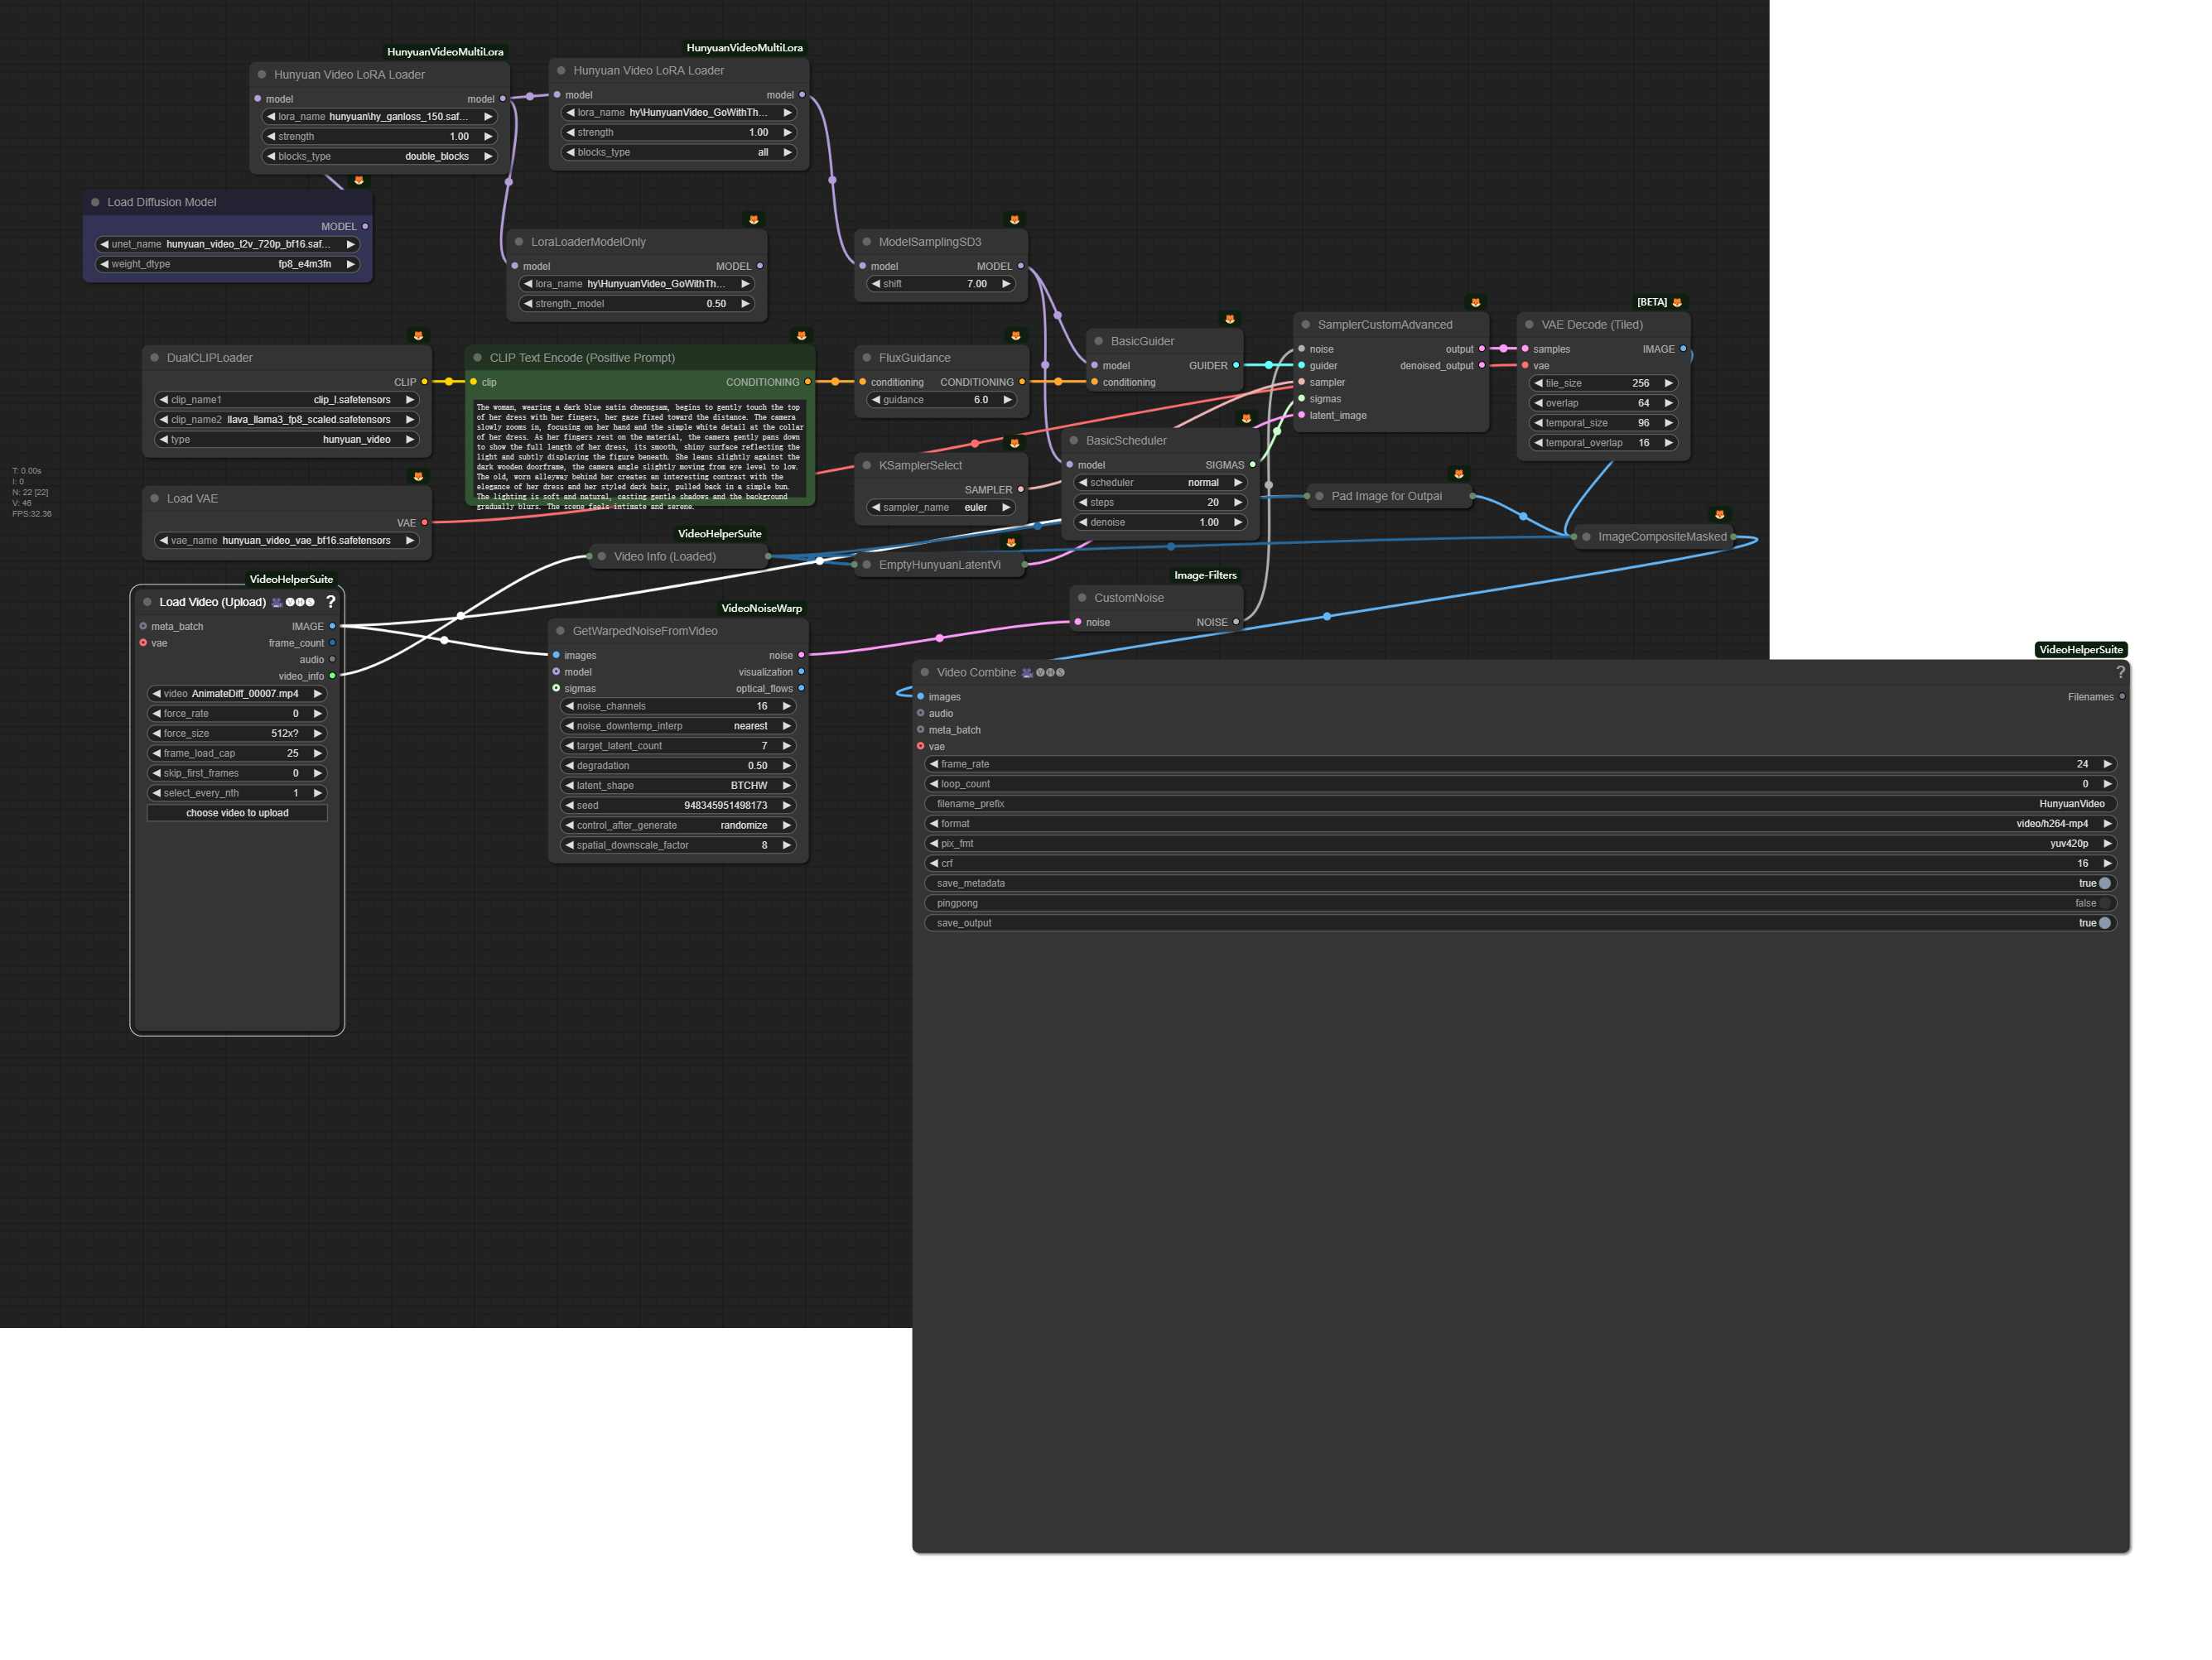 HunyuanVideoMultiLora
Hunyuan Video LoRA Loader
model model
lora_name hunyuan\hy_ganloss_150.saf...
strength 1.00
blocks_type double_blocks
HunyuanVideoMultiLora
Hunyuan Video LoRA Loader
model model
lora_name hy\HunyuanVideo_GoWithTh...
strength 1.00
blocks_type all
Load Diffusion Model
MODEL
unet_name hunyuan_video_t2v_720p_bf16.saf...
weight_dtype fp8_e4m3fn
LoraLoaderModelOnly
model MODEL
lora_name hy\HunyuanVideo_GoWithTh...
strength_model 0.50
ModelSamplingSD3
model MODEL
shift 7.00
DualCLIPLoader
CLIP
clip_name1 clip_l.safetensors
clip_name2 llava_llama3_fp8_scaled.safetensors
type hunyuan_video
CLIP Text Encode (Positive Prompt)
clip CONDITIONING
The woman, wearing a dark blue satin cheongsam, begins to gently touch the top
of her dress with her fingers, her gaze fixed toward the distance. The camera
slowly zooms in, focusing on her hand and the simple white detail at the collar
of her dress. As her fingers rest on the material, the camera gently pans down
to show the full length of her dress, its smooth, shiny surface reflecting the
light and subtly displaying the figure beneath. She leans slightly against the
dark wooden doorframe, the camera angle slightly moving from eye level to low.
The old, worn alleyway behind her creates an interesting contrast with the
elegance of her dress and her styled dark hair, pulled back in a simple bun.
The lighting is soft and natural, casting gentle shadows and the background
gradually blurs. The scene feels intimate and serene.
FluxGuidance
conditioning CONDITIONING
guidance 6.0
BasicGuider
model GUIDER
conditioning
SamplerCustomAdvanced
noise output
guider denoised_output
sampler
sigmas
latent_image
[BETA]
VAE Decode (Tiled)
samples IMAGE
vae
tile_size 256
overlap 64
temporal_size 96
temporal_overlap 16
BasicScheduler
model SIGMAS
scheduler normal
steps 20
denoise 1.00
KSamplerSelect
SAMPLER
sampler_name euler
T: 0.00s
I: 0
N: 22 [22]
V: 46
FPS:32.36
Load VAE
VAE
vae_name hunyuan_video_vae_bf16.safetensors
Pad Image for Outpai
ImageCompositeMasked
VideoHelperSuite
Video Info (Loaded)
EmptyHunyuanLatentVi
Image-Filters
CustomNoise
noise NOISE
VideoHelperSuite
Load Video (Upload) 🎥🅥🅗🅢 ?
meta_batch IMAGE
vae frame_count
audio
video_info
video AnimateDiff_00007.mp4
force_rate 0
force_size 512x?
frame_load_cap 25
skip_first_frames 0
select_every_nth 1
choose video to upload
VideoNoiseWarp
GetWarpedNoiseFromVideo
images noise
model visualization
sigmas optical_flows
noise_channels 16
noise_downtemp_interp nearest
target_latent_count 7
degradation 0.50
latent_shape BTCHW
seed 948345951498173
control_after_generate randomize
spatial_downscale_factor 8
VideoHelperSuite
Video Combine 🎥🅥🅗🅢 ?
images Filenames
audio
meta_batch
vae
frame_rate 24
loop_count 0
filename_prefix HunyuanVideo
format video/h264-mp4
pix_fmt yuv420p
crf 16
save_metadata true
pingpong false
save_output true